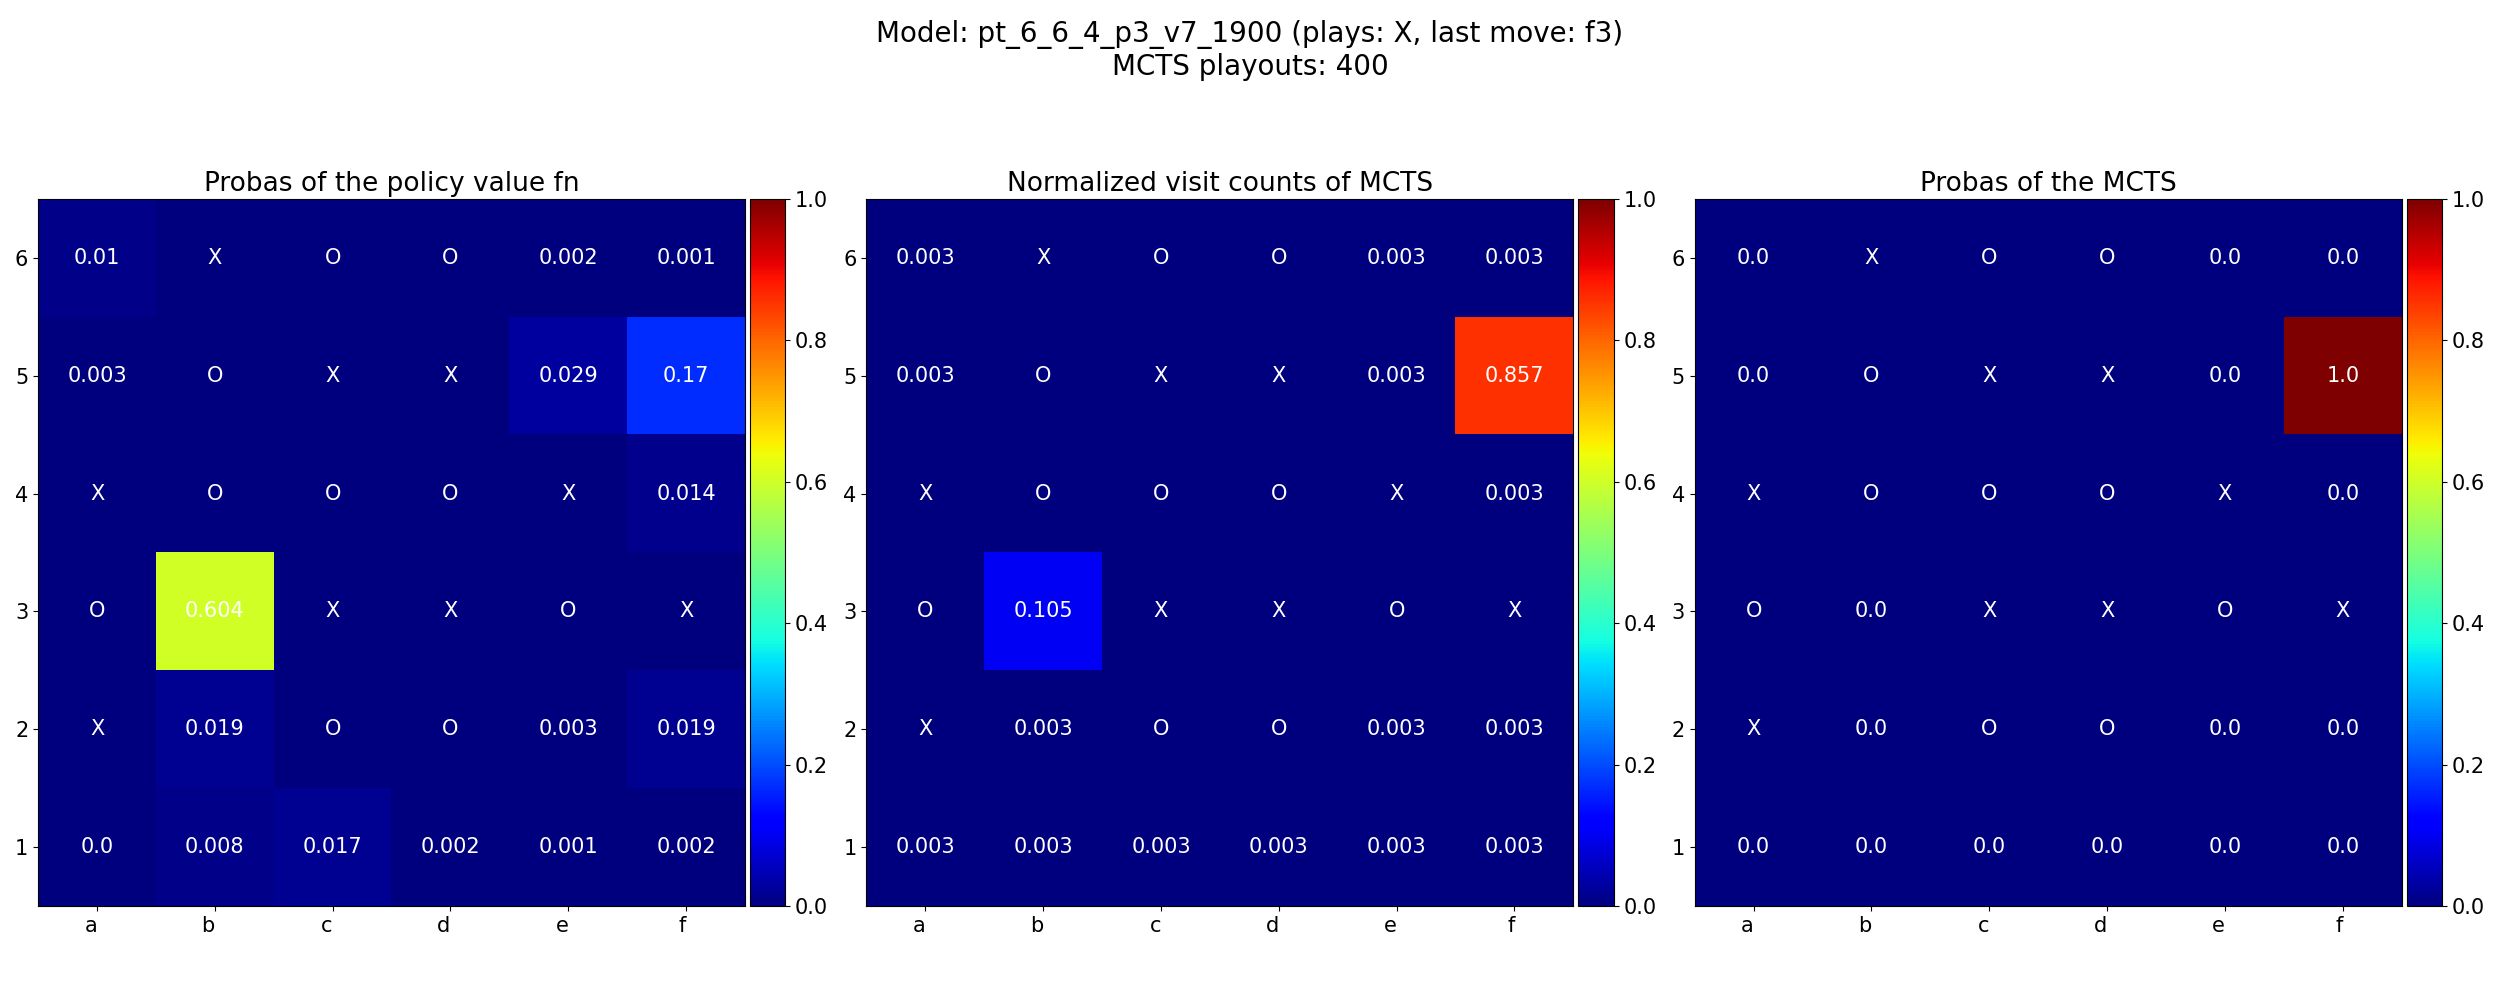 Model: pt_6_6_4_p3_v7_1900 (plays: X, last move: f3)
MCTS playouts: 400
Probas of the policy value fn
6 0.01 X O O 0.002 0.001
5 0.003 O X X 0.029 0.17
4 X O O O X 0.014
3 O 0.604 X X O X
2 X 0.019 O O 0.003 0.019
1 0.0 0.008 0.017 0.002 0.001 0.002
a b c d e f
1.0
0.8
0.6
0.4
0.2
0.0
Normalized visit counts of MCTS
6 0.003 X O O 0.003 0.003
5 0.003 O X X 0.003 0.857
4 X O O O X 0.003
3 O 0.105 X X O X
2 X 0.003 O O 0.003 0.003
1 0.003 0.003 0.003 0.003 0.003 0.003
a b c d e f
1.0
0.8
0.6
0.4
0.2
0.0
Probas of the MCTS
6 0.0 X O O 0.0 0.0
5 0.0 O X X 0.0 1.0
4 X O O O X 0.0
3 O 0.0 X X O X
2 X 0.0 O O 0.0 0.0
1 0.0 0.0 0.0 0.0 0.0 0.0
a b c d e f
1.0
0.8
0.6
0.4
0.2
0.0